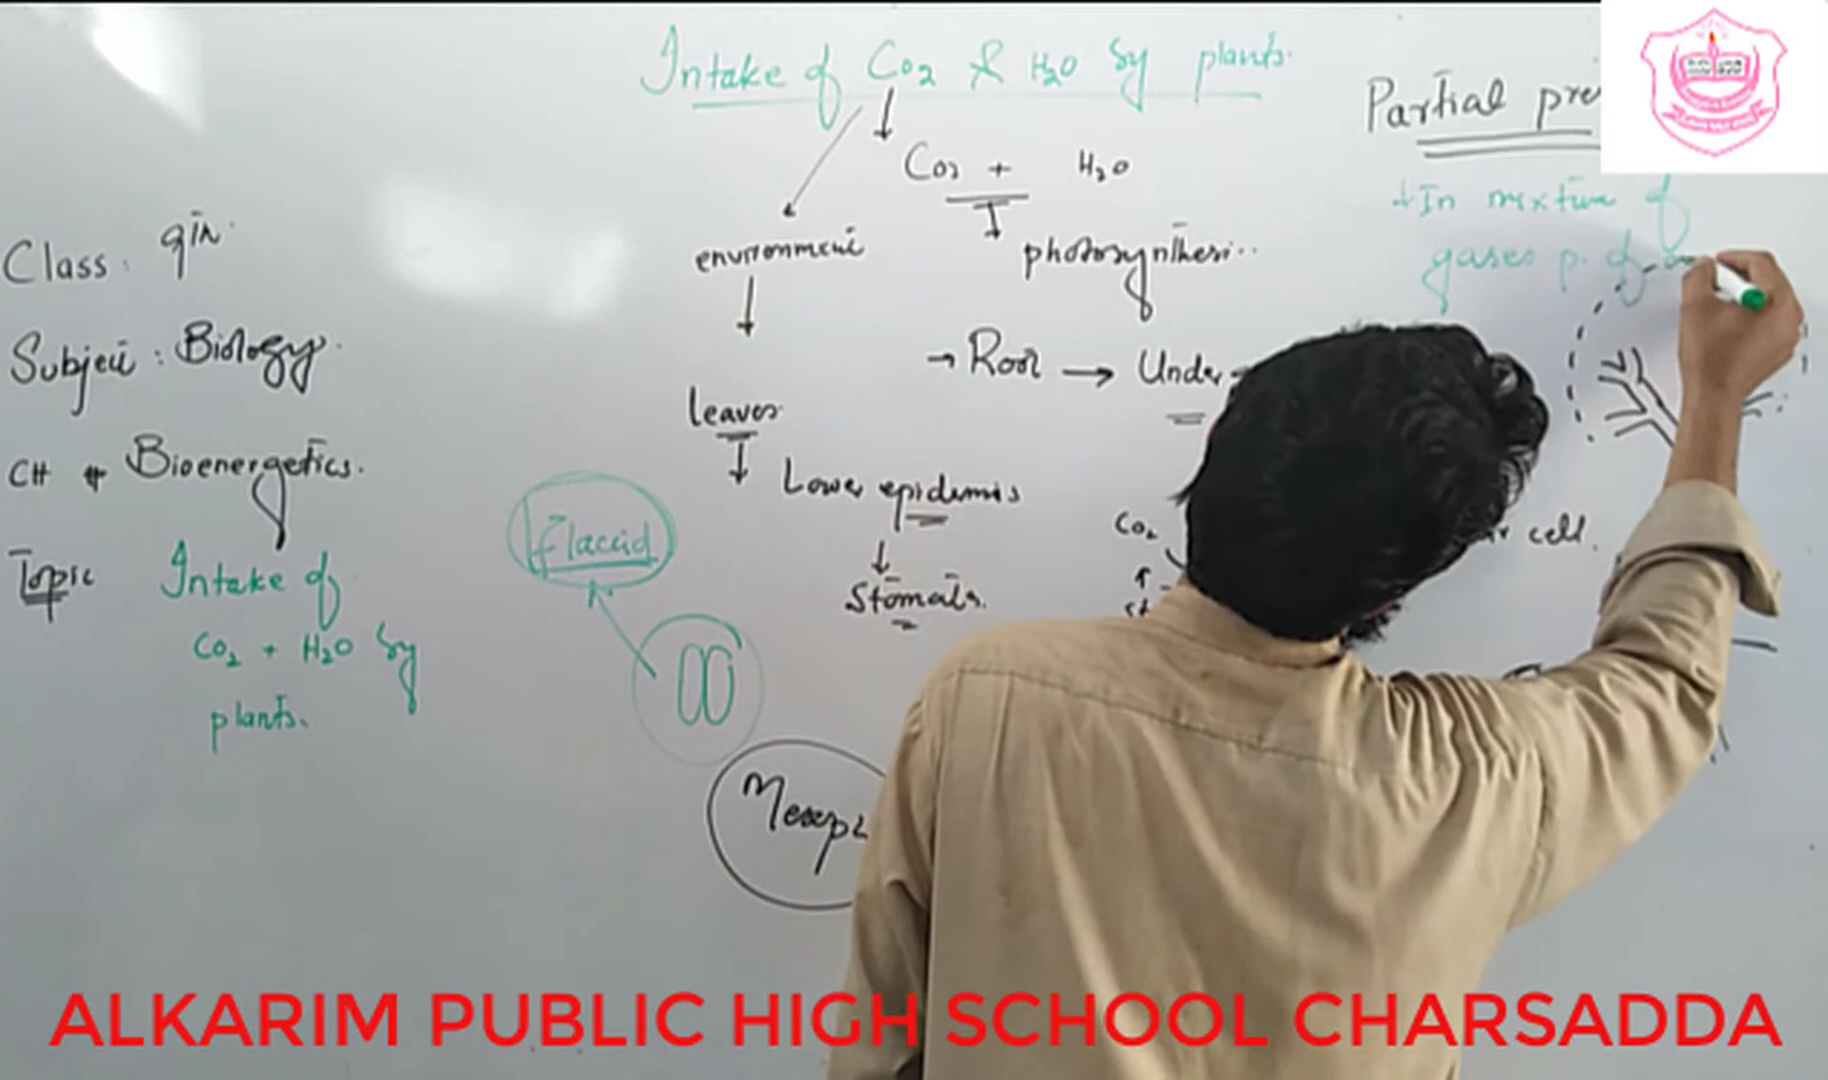 Intake of Co2 & H2O by plants.
Co2 + H2O
environment
photosynthesi..
leaves
→ Root → Under
Lower epidermis
Stomata.
Class: 9th.
Subject: Biology.
CH # Bioenergetics.
Topic Intake of
Co2 + H2O by
plants.
Flaccid
Mesop
Partial pre
In mixture of
gases p. of
Co2
cell.
st
ALKARIM PUBLIC HIGH SCHOOL CHARSADDA